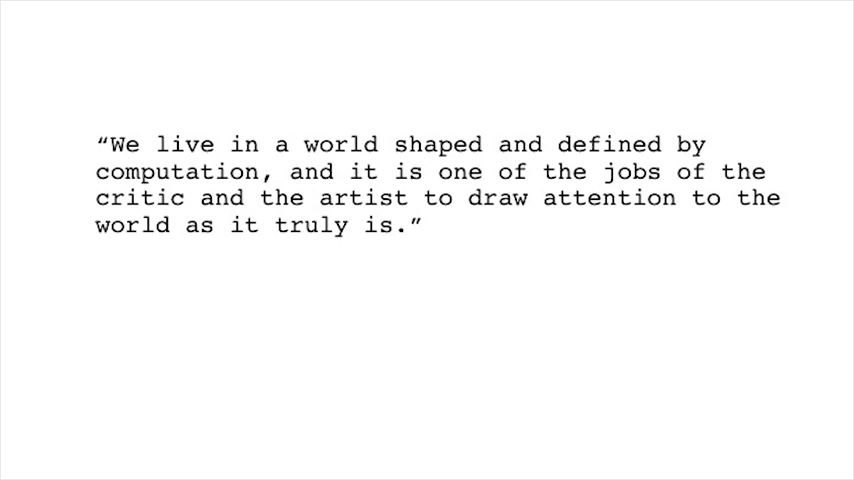 “We live in a world shaped and defined by
computation, and it is one of the jobs of the
critic and the artist to draw attention to the
world as it truly is.”